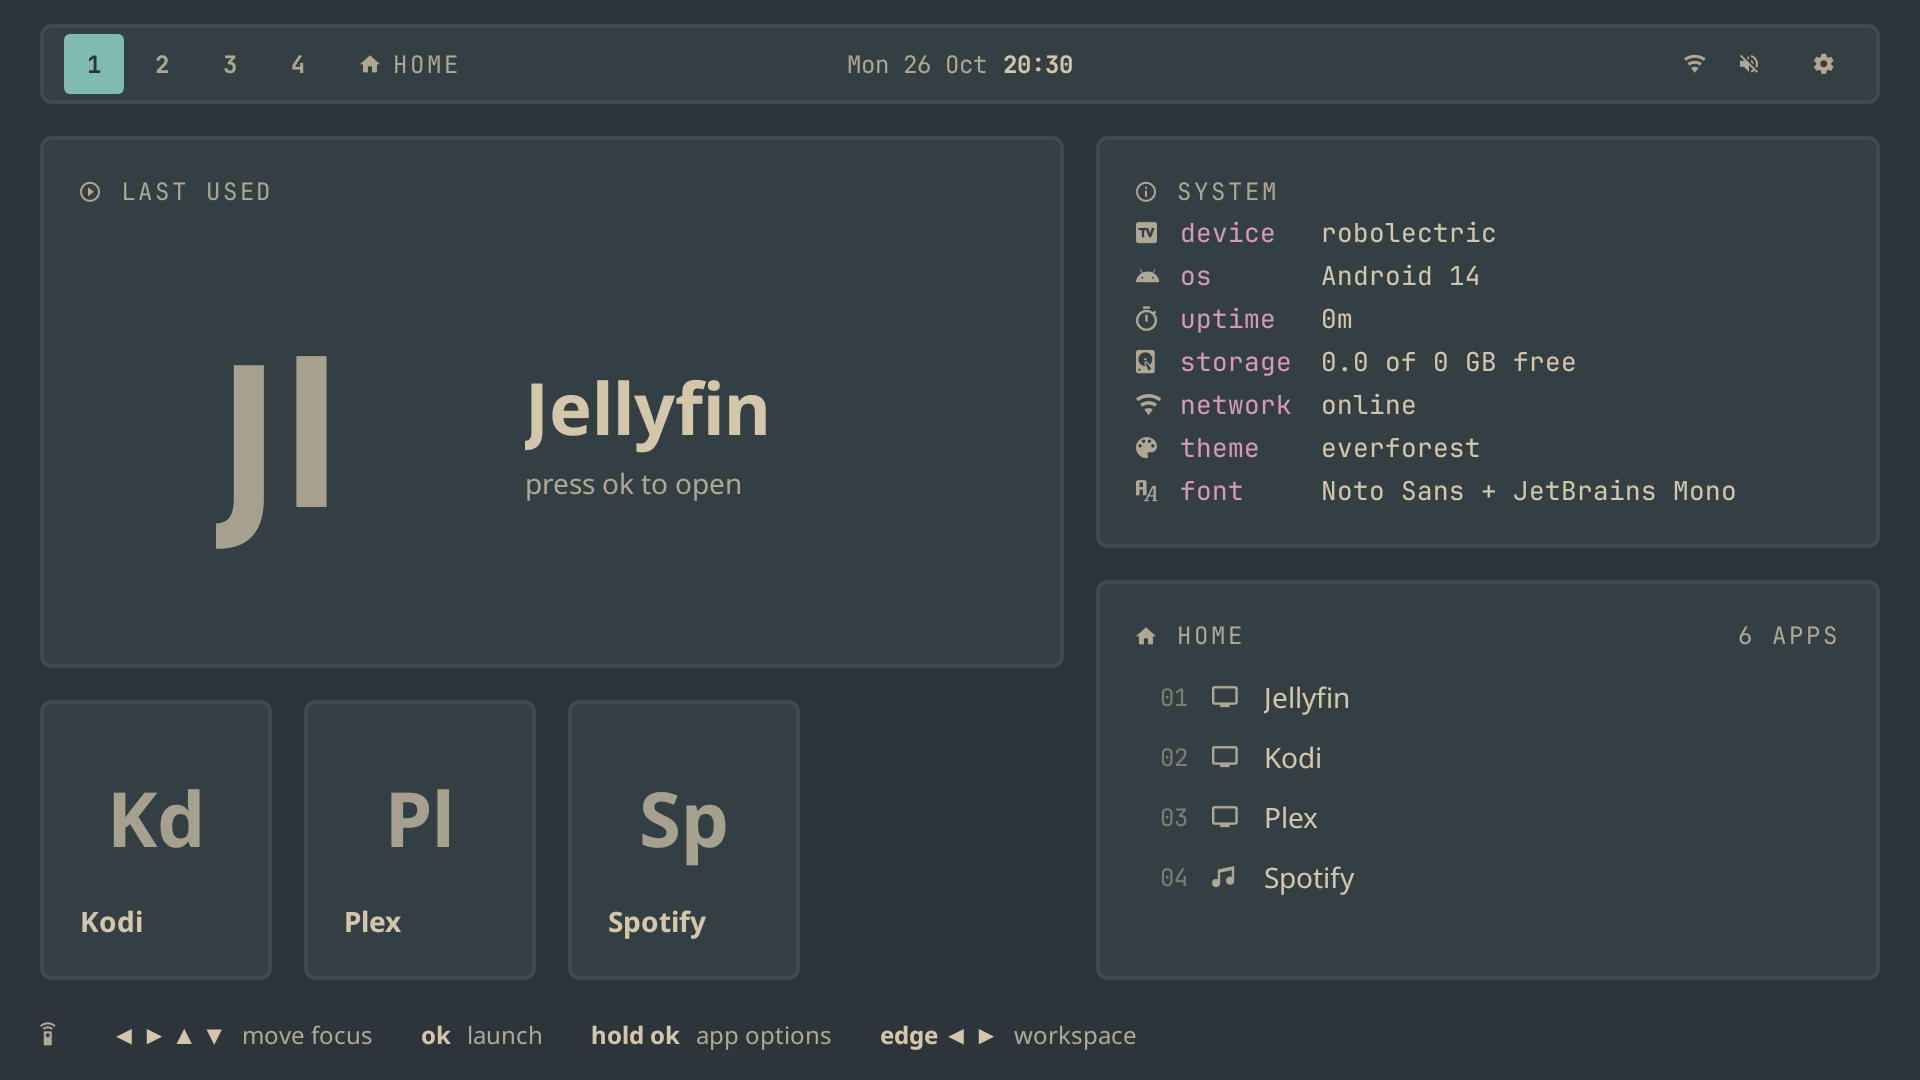 1 2 3 4 HOME Mon 26 Oct 20:30
LAST USED
Jl
Jellyfin
press ok to open
SYSTEM
device robolectric
os Android 14
uptime 0m
storage 0.0 of 0 GB free
network online
theme everforest
font Noto Sans + JetBrains Mono
HOME 6 APPS
01 Jellyfin
02 Kodi
03 Plex
04 Spotify
Kd
Kodi
Pl
Plex
Sp
Spotify
◀ ▶ ▲ ▼ move focus ok launch hold ok app options edge ◀ ▶ workspace